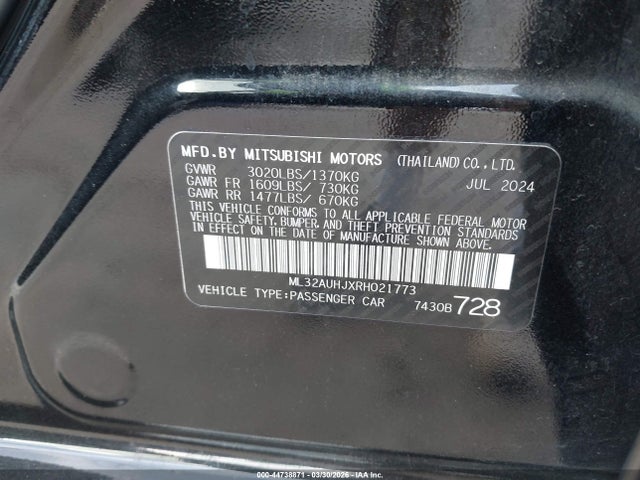 MFD.BY MITSUBISHI MOTORS (THAILAND) CO., LTD.
GVWR 3020LBS/1370KG JUL 2024
GAWR FR 1609LBS/ 730KG
GAWR RR 1477LBS/ 670KG
THIS VEHICLE CONFORMS TO ALL APPLICABLE FEDERAL MOTOR
VEHICLE SAFETY, BUMPER, AND THEFT PREVENTION STANDARDS
IN EFFECT ON THE DATE OF MANUFACTURE SHOWN ABOVE.
ML32AUHJXRH021773
VEHICLE TYPE:PASSENGER CAR 7430B 728
000-44738871 - 03/30/2026 - IAAC